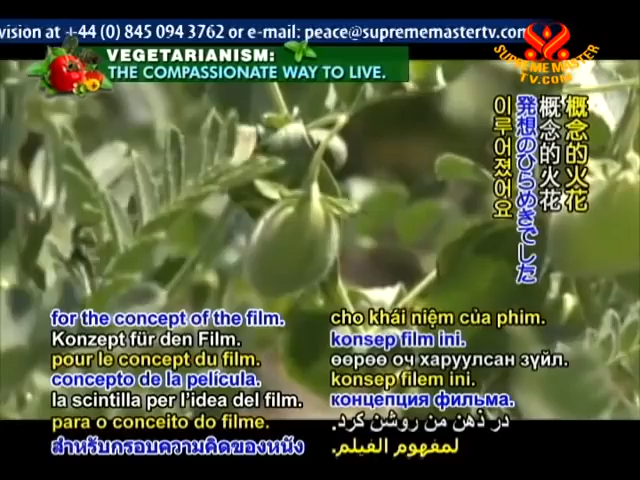 vision at +44 (0) 845 094 3762 or e-mail: peace@suprememastertv.com
VEGETARIANISM:
THE COMPASSIONATE WAY TO LIVE.
SUPREME MASTER
TV.COM
概念的火花
概念的火花
発想のひらめきでした
이루어졌어요
for the concept of the film.
Konzept für den Film.
pour le concept du film.
concepto de la película.
la scintilla per l'idea del film.
para o conceito do filme.
สำหรับกรอบความคิดของหนัง
cho khái niệm của phim.
konsep film ini.
өөрөө оч харуулсан зүйл.
konsep filem ini.
концепция фильма.
در ذهن من روشن کرد.
لمفهوم الفيلم.